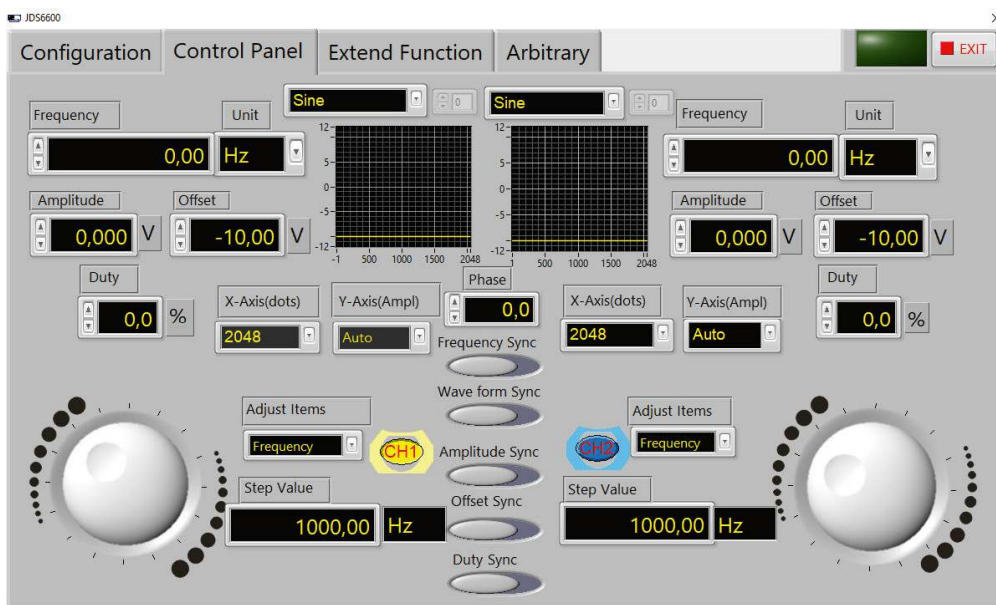 JDS6600
Configuration Control Panel Extend Function Arbitrary EXIT
Sine 0 Sine 0
Frequency Unit Frequency Unit
0,00 Hz 0,00 Hz
12 5 0 -5 -12
-1 500 1000 1500 2048
12 5 0 -5 -12
1 500 1000 1500 2048
Amplitude Offset Amplitude Offset
0,000 V -10,00 V 0,000 V -10,00 V
Duty Phase Duty
0,0 % 0,0 0,0 %
X-Axis(dots) Y-Axis(Ampl) X-Axis(dots) Y-Axis(Ampl)
2048 Auto 2048 Auto
Frequency Sync
Wave form Sync
Adjust Items Adjust Items
Frequency CH1 CH2 Frequency
Amplitude Sync
Step Value Offset Sync Step Value
1000,00 Hz 1000,00 Hz
Duty Sync